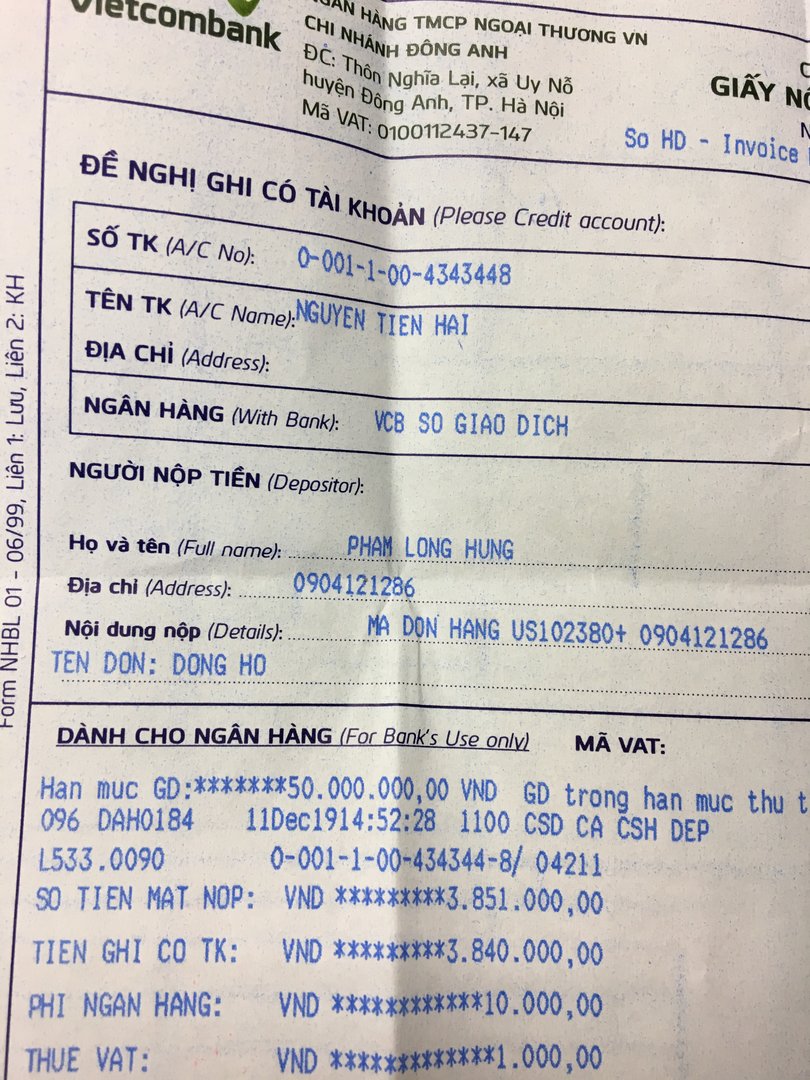 Vietcombank
NGÂN HÀNG TMCP NGOẠI THƯƠNG VN
CHI NHÁNH ĐÔNG ANH
ĐC: Thôn Nghĩa Lại, xã Uy Nỗ
huyện Đông Anh, TP. Hà Nội
Mã VAT: 0100112437-147
GIẤY
So HD - Invoice
ĐỀ NGHỊ GHI CÓ TÀI KHOẢN (Please Credit account):
SỐ TK (A/C No): 0-001-1-00-4343448
TÊN TK (A/C Name): NGUYEN TIEN HAI
ĐỊA CHỈ (Address):
NGÂN HÀNG (With Bank): VCB SO GIAO DICH
NGƯỜI NỘP TIỀN (Depositor):
Họ và tên (Full name): PHAM LONG HUNG
Địa chỉ (Address): 0904121286
Nội dung nộp (Details): MA DON HANG US102380+ 0904121286
TEN DON: DONG HO
Form NHBL 01 - 06/99, Liên 1: Lưu, Liên 2: KH
DÀNH CHO NGÂN HÀNG (For Bank's Use only) MÃ VAT:
Han muc GD:*******50.000.000,00 VND GD trong han muc thu
096 DAH0184 11Dec1914:52:28 1100 CSD CA CSH DEP
L533.0090 0-001-1-00-434344-8/ 04211
SO TIEN MAT NOP: VND *********3.851.000,00
TIEN GHI CO TK: VND *********3.840.000,00
PHI NGAN HANG: VND ************10.000,00
THUE VAT: VND *************1.000,00